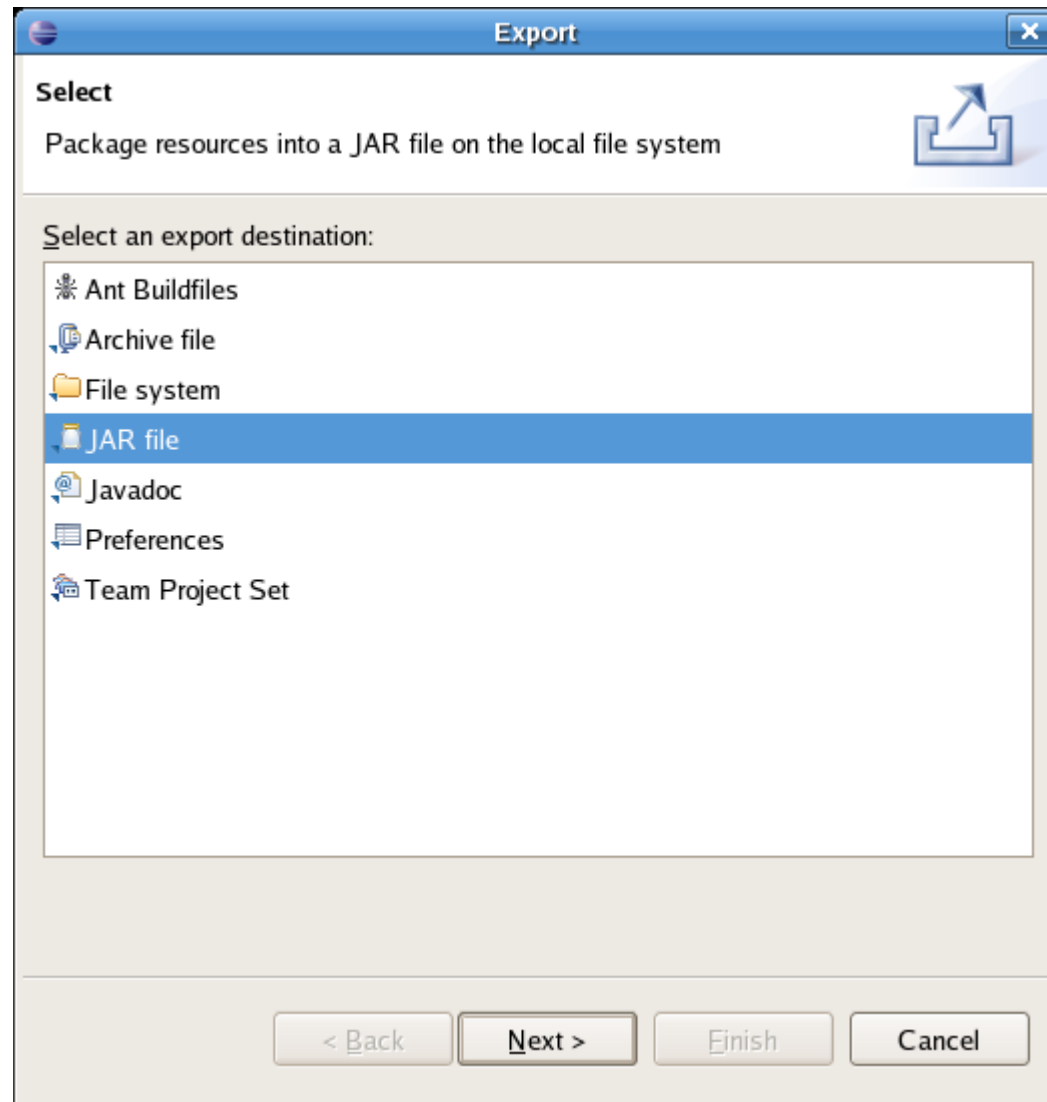 Export
Select
Package resources into a JAR file on the local file system
Select an export destination:
Ant Buildfiles
Archive file
File system
JAR file
Javadoc
Preferences
Team Project Set
< Back Next > Finish Cancel